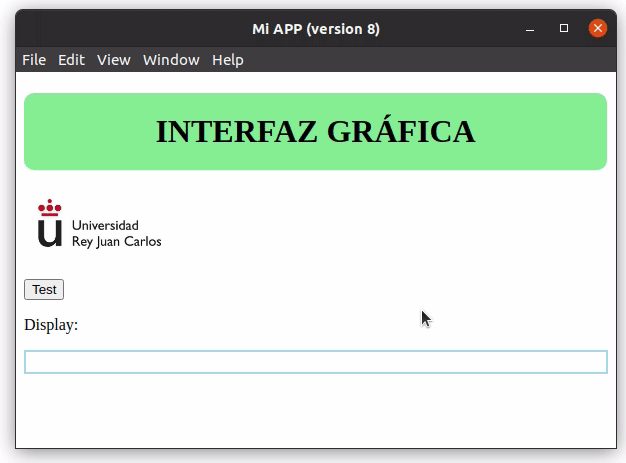 Mi APP (version 8)
File Edit View Window Help
INTERFAZ GRÁFICA
u Universidad
Rey Juan Carlos
Test
Display: